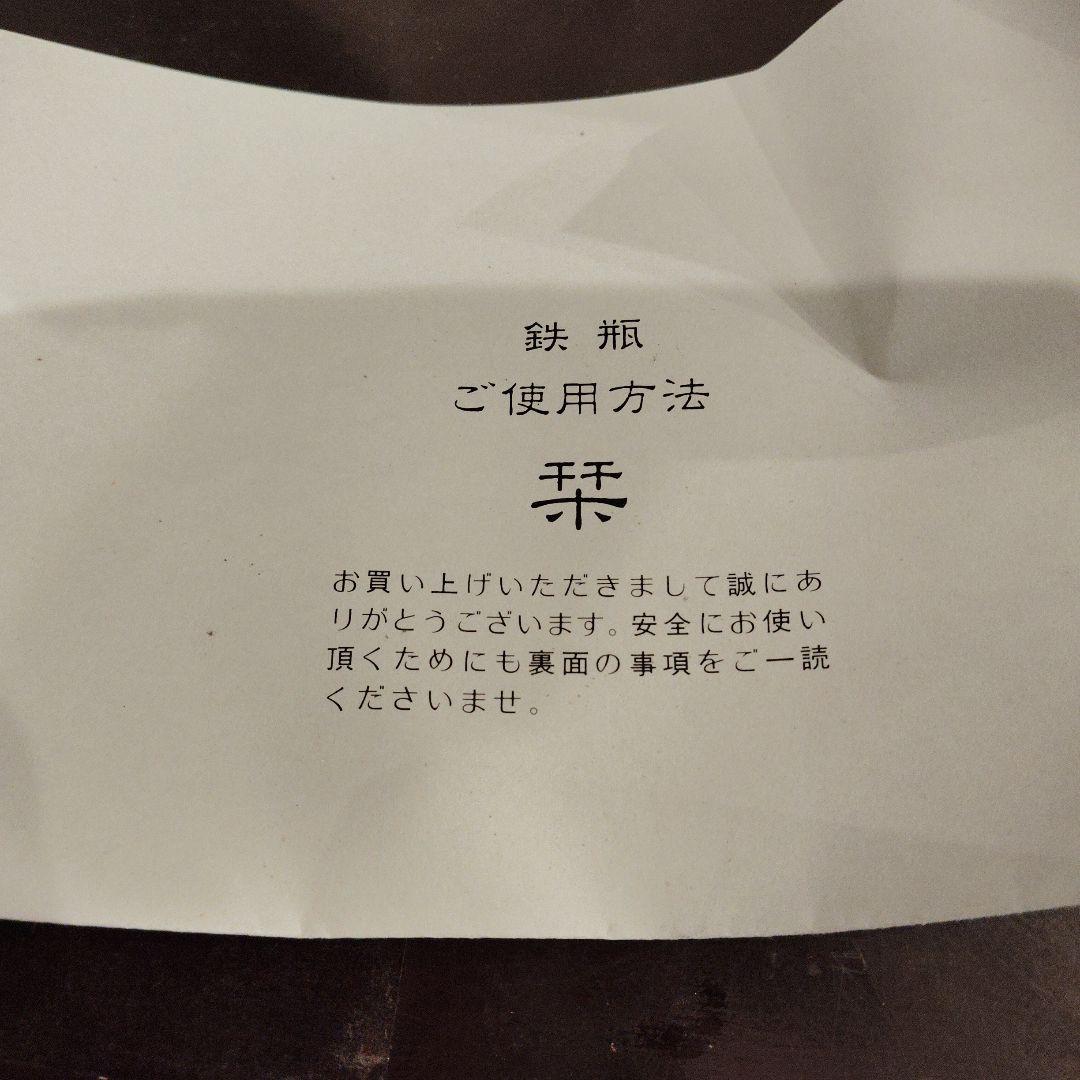 鉄瓶
ご使用方法
栞
お買い上げいただきまして誠にあ
りがとうございます。安全にお使い
頂くためにも裏面の事項をご一読
くださいませ。